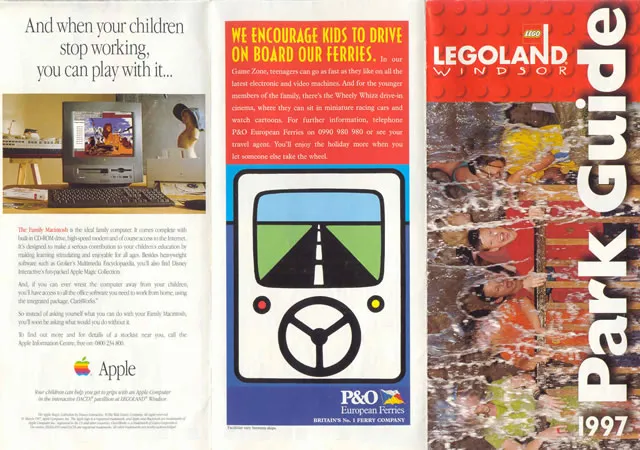 And when your children
stop working,
you can play with it...
The Family Macintosh is the ideal family computer. It comes complete with
built-in CD-ROM drive, high-speed modem and of course access to the Internet.
It's designed to make a serious contribution to your children's education by
making learning stimulating and enjoyable for all ages. Besides heavyweight
software such as Grolier's Multimedia Encyclopaedia, you'll also find Disney
Interactive's fun-packed Apple Magic Collection.
And, if you can ever wrest the computer away from your children,
you'll have access to all the office software you need to work from home, using
the integrated package, ClarisWorks.
So instead of asking yourself what you can do with your Family Macintosh,
you'll soon be asking what you would do without it.
To find out more and for details of a stockist near you, call the
Apple Information Centre, free on: 0800 234 800.
Apple
Your children can help you get to grips with an Apple Computer
in the interactive DACTA pavilion at LEGOLAND Windsor.
WE ENCOURAGE KIDS TO DRIVE
ON BOARD OUR FERRIES. In our
Game Zone, teenagers can go as fast as they like on all the
latest electronic and video machines. And for the younger
members of the family, there's the Wheely Whizz drive-in
cinema, where they can sit in miniature racing cars and
watch cartoons. For further information, telephone
P&O European Ferries on 0990 980 980 or see your
travel agent. You'll enjoy the holiday more when you
let someone else take the wheel.
P&O
European Ferries
BRITAIN'S No. 1 FERRY COMPANY
Facilities vary between ships.
LEGO
LEGOLAND
WINDSOR
Park Guide
1997